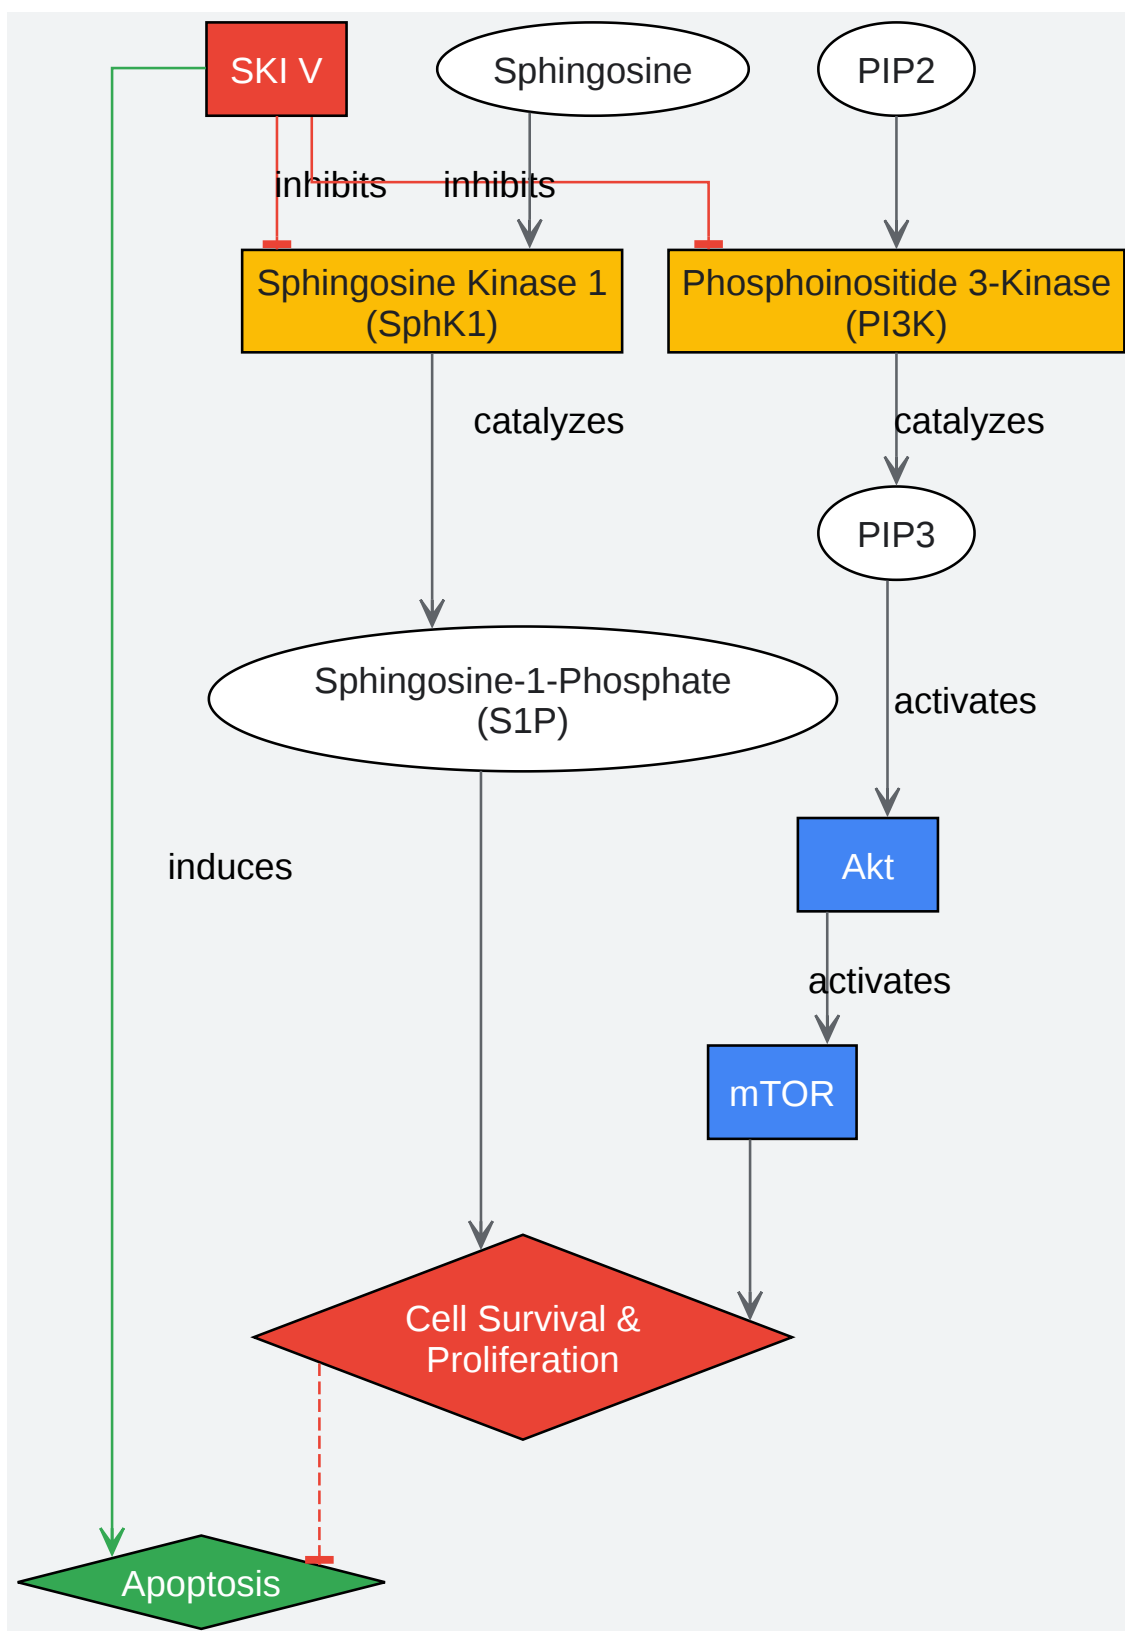 SKI V
Sphingosine
PIP2
inhibits
inhibits
Sphingosine Kinase 1
(SphK1)
Phosphoinositide 3-Kinase
(PI3K)
catalyzes
catalyzes
PIP3
Sphingosine-1-Phosphate
(S1P)
activates
induces
Akt
activates
mTOR
Cell Survival &
Proliferation
Apoptosis